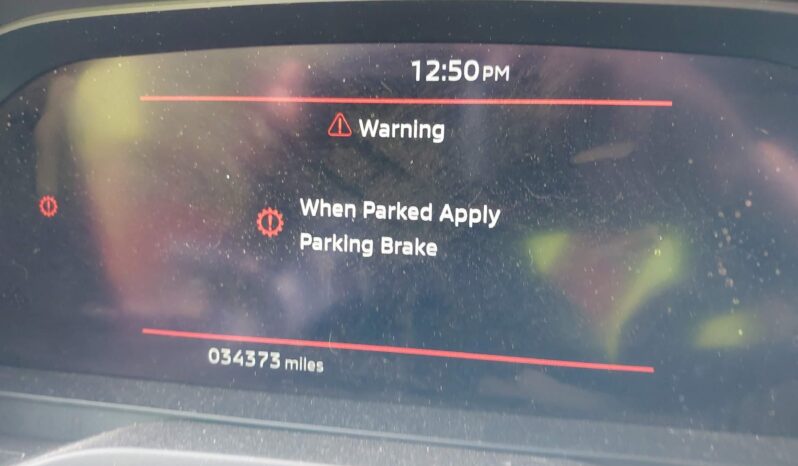 12:50PM
Warning
When Parked Apply
Parking Brake
034373 miles